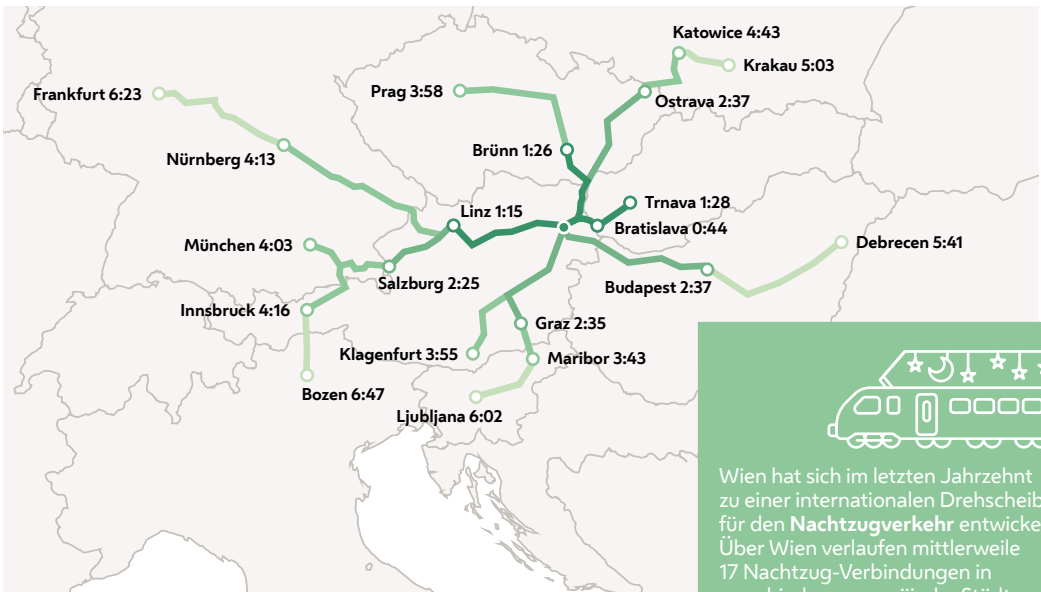 Katowice 4:43
Krakau 5:03
Frankfurt 6:23
Prag 3:58
Ostrava 2:37
Nürnberg 4:13
Brünn 1:26
Linz 1:15
Trnava 1:28
Bratislava 0:44
München 4:03
Debrecen 5:41
Salzburg 2:25
Budapest 2:37
Innsbruck 4:16
Graz 2:35
Klagenfurt 3:55
Maribor 3:43
Bozen 6:47
Ljubljana 6:02
Wien hat sich im letzten Jahrzehnt
zu einer internationalen Drehscheib
für den Nachtzugverkehr entwicke
Über Wien verlaufen mittlerweile
17 Nachtzug-Verbindungen in